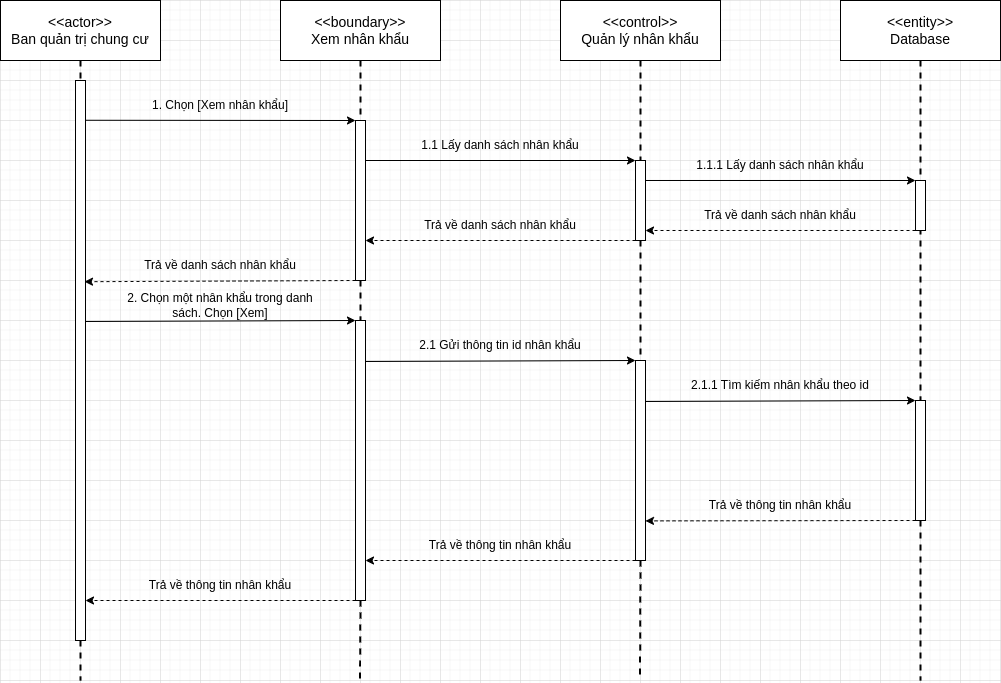 <<actor>>
Ban quản trị chung cư
<<boundary>>
Xem nhân khẩu
<<control>>
Quản lý nhân khẩu
<<entity>>
Database
1. Chọn [Xem nhân khẩu]
1.1 Lấy danh sách nhân khẩu
1.1.1 Lấy danh sách nhân khẩu
Trả về danh sách nhân khẩu
Trả về danh sách nhân khẩu
Trả về danh sách nhân khẩu
2. Chọn một nhân khẩu trong danh
sách. Chọn [Xem]
2.1 Gửi thông tin id nhân khẩu
2.1.1 Tìm kiếm nhân khẩu theo id
Trả về thông tin nhân khẩu
Trả về thông tin nhân khẩu
Trả về thông tin nhân khẩu